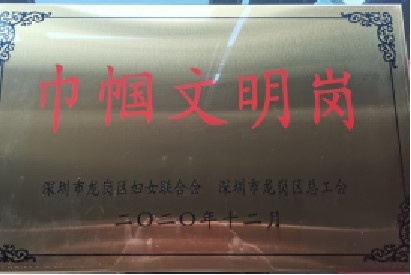 巾帼文明岗
深圳市龙岗区妇女联合会 深圳市龙岗区总工会
二〇二〇年十二月